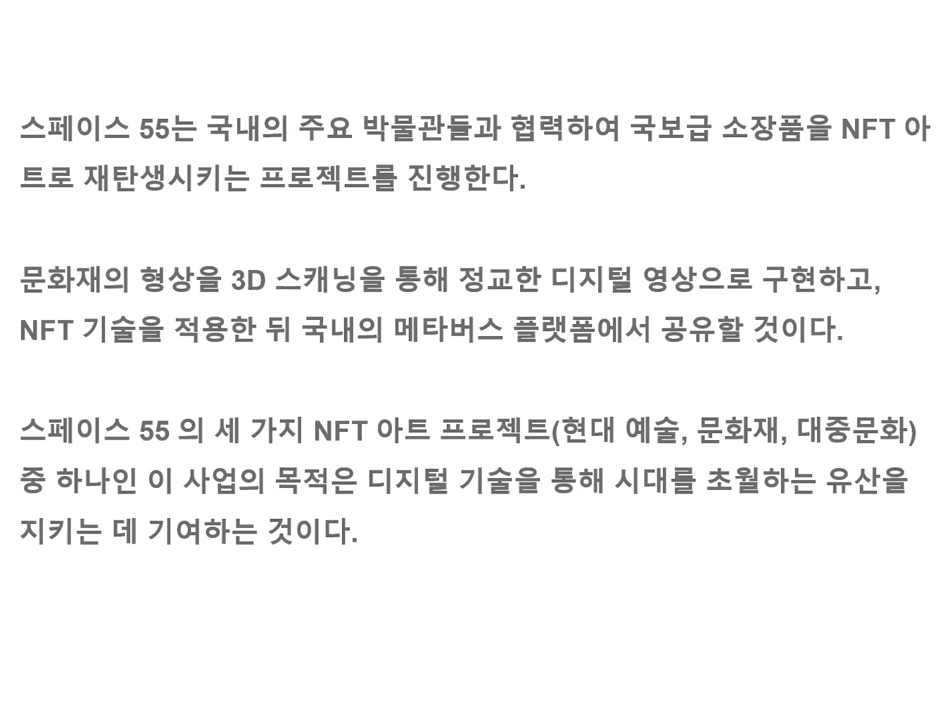 스페이스 55는 국내의 주요 박물관들과 협력하여 국보급 소장품을 NFT 아
트로 재탄생시키는 프로젝트를 진행한다.
문화재의 형상을 3D 스캐닝을 통해 정교한 디지털 영상으로 구현하고,
NFT 기술을 적용한 뒤 국내의 메타버스 플랫폼에서 공유할 것이다.
스페이스 55 의 세 가지 NFT 아트 프로젝트(현대 예술, 문화재, 대중문화)
중 하나인 이 사업의 목적은 디지털 기술을 통해 시대를 초월하는 유산을
지키는 데 기여하는 것이다.